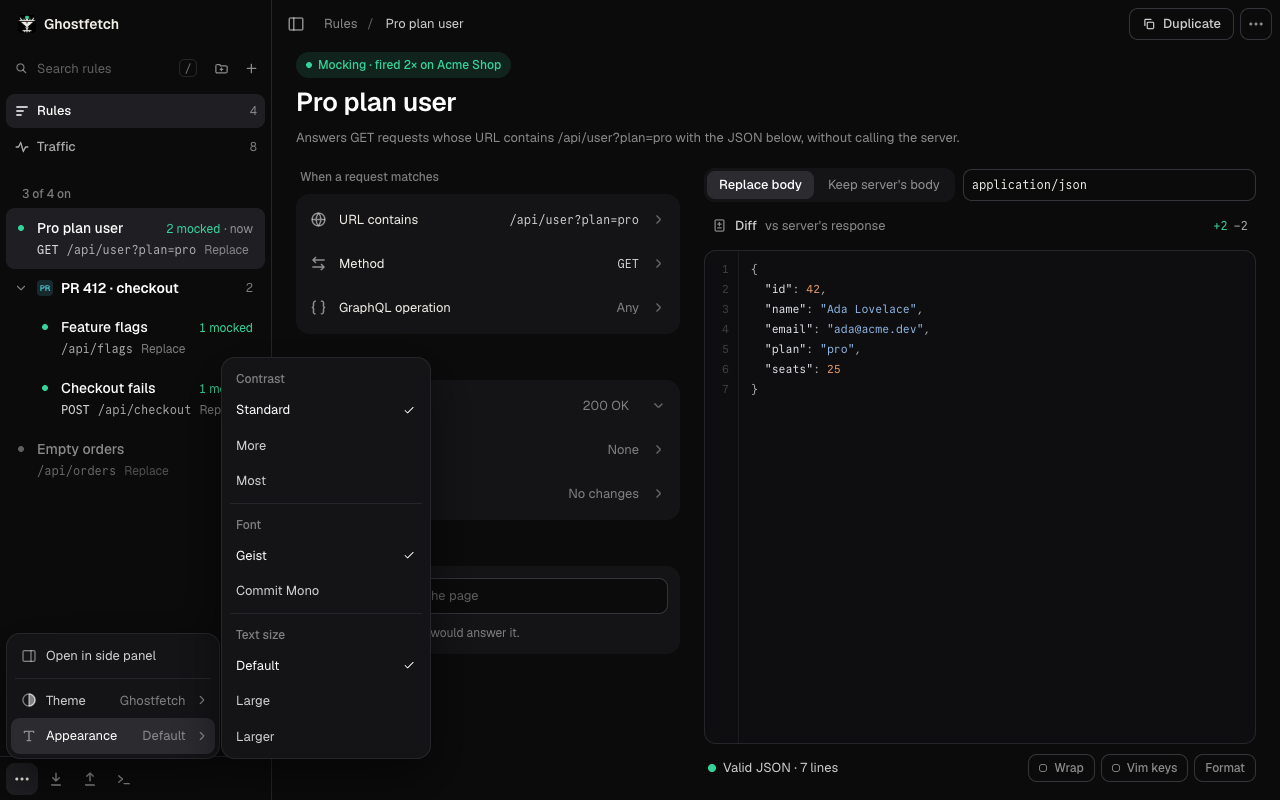 Ghostfetch
Rules / Pro plan user
Duplicate
Search rules /
Rules 4
Traffic 8
3 of 4 on
Pro plan user 2 mocked · now
GET /api/user?plan=pro Replace
PR PR 412 · checkout 2
Feature flags 1 mocked
/api/flags Replace
Checkout fails
POST /api/checkout
Empty orders
/api/orders Replace
Open in side panel
Theme Ghostfetch
Appearance Default
Contrast
Standard
More
Most
Font
Geist
Commit Mono
Text size
Default
Large
Larger
Mocking · fired 2× on Acme Shop
Pro plan user
Answers GET requests whose URL contains /api/user?plan=pro with the JSON below, without calling the server.
When a request matches
URL contains /api/user?plan=pro
Method GET
GraphQL operation Any
200 OK
None
No changes
page
would answer it.
Replace body Keep server's body application/json
Diff vs server's response +2 −2
1 {
2 "id": 42,
3 "name": "Ada Lovelace",
4 "email": "ada@acme.dev",
5 "plan": "pro",
6 "seats": 25
7 }
Valid JSON · 7 lines
Wrap
Vim keys
Format